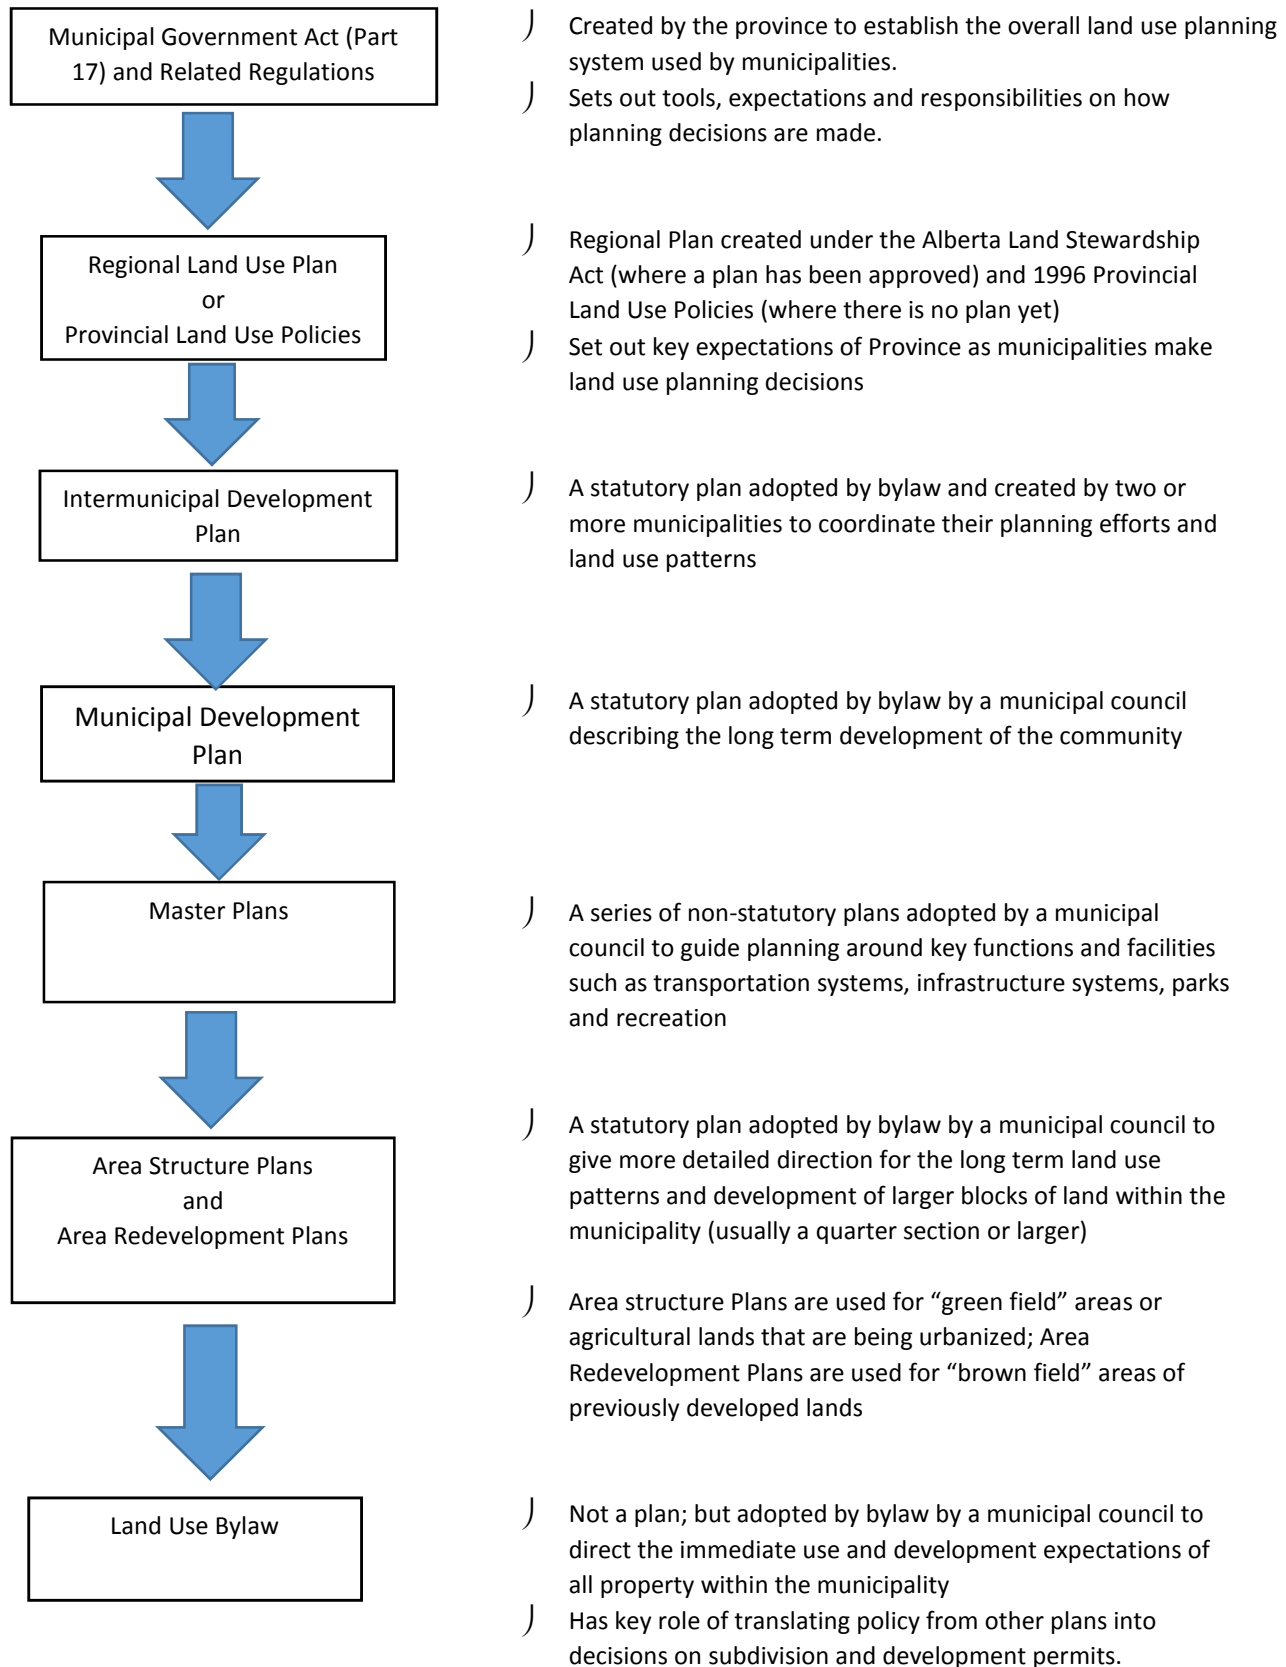 Municipal Government Act (Part
17) and Related Regulations
Created by the province to establish the overall land use planning
system used by municipalities.
Sets out tools, expectations and responsibilities on how
planning decisions are made.
Regional Land Use Plan
or
Provincial Land Use Policies
Regional Plan created under the Alberta Land Stewardship
Act (where a plan has been approved) and 1996 Provincial
Land Use Policies (where there is no plan yet)
Set out key expectations of Province as municipalities make
land use planning decisions
Intermunicipal Development
Plan
A statutory plan adopted by bylaw and created by two or
more municipalities to coordinate their planning efforts and
land use patterns
Municipal Development
Plan
A statutory plan adopted by bylaw by a municipal council
describing the long term development of the community
Master Plans
A series of non-statutory plans adopted by a municipal
council to guide planning around key functions and facilities
such as transportation systems, infrastructure systems, parks
and recreation
Area Structure Plans
and
Area Redevelopment Plans
A statutory plan adopted by bylaw by a municipal council to
give more detailed direction for the long term land use
patterns and development of larger blocks of land within the
municipality (usually a quarter section or larger)
Area structure Plans are used for “green field” areas or
agricultural lands that are being urbanized; Area
Redevelopment Plans are used for “brown field” areas of
previously developed lands
Land Use Bylaw
Not a plan; but adopted by bylaw by a municipal council to
direct the immediate use and development expectations of
all property within the municipality
Has key role of translating policy from other plans into
decisions on subdivision and development permits.